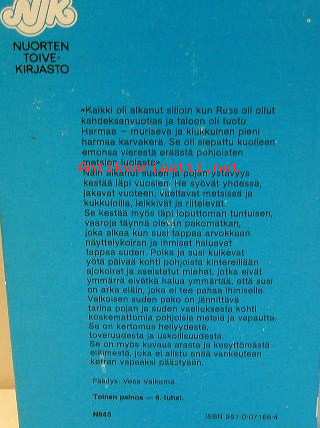 NJK
NUORTEN
TOIVE-
KIRJASTO
»Kaikki oli alkanut silloin kun Russ oli ollut
kahdeksanvuotias ja taloon oli tuotu
Harmaa – muriseva ja kiukkuinen pieni
harmaa karvakerä. Se oli siepattu kuolleen
emonsa vierestä eräästä pohjoisten
metsien luolasta.»
Näin alkanut suden ja pojan ystävyys
kestää läpi vuosien. He syövät yhdessä,
jakavat vuoteen, viettävät metsissä ja
kukkuloilla, leikkivät ja riitelevät.
Se kestää myös läpi loputtoman tuntuisen,
vaaroja täynnä olevan pakomatkan,
joka alkaa kun susi tappaa arvokkaan
näyttelykoiran ja ihmiset haluavat
tappaa suden. Poika ja susi kulkevat
yötä päivää kohti pohjoista kintereillään
ajokoirat ja aseistetut miehet, jotka eivät
ymmärrä eivätkä halua ymmärtää, että susi
on arka eläin, joka ei tee pahaa ihmiselle.
Valkoisen suden pako on jännittävä
tarina pojan ja suden vaelluksesta kohti
koskemattomia pohjoisia metsiä ja vapautta.
Se on kertomus hellyydestä,
toveruudesta ja uskollisuudesta.
Se on myös kuvaus arasta ja kesyttömästä
eläimestä, joka ei alistu enää vankeuteen
kerran vapaaksi päästyään.
Päällys: Vesa Valkama
Toinen painos – 6. tuhat.
N848
ISBN 951-0-07166-4